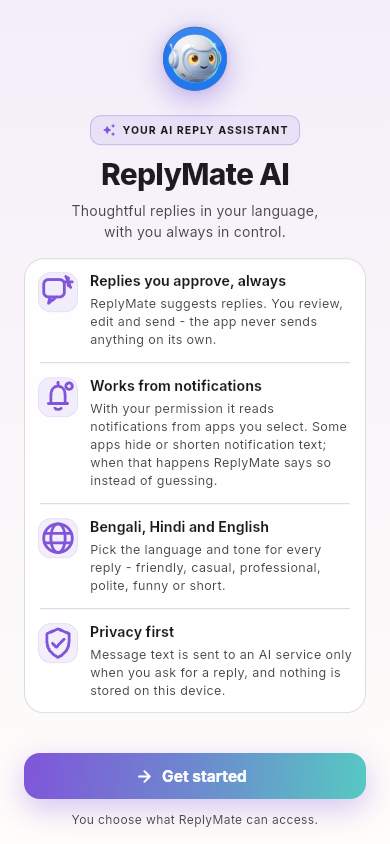 YOUR AI REPLY ASSISTANT
ReplyMate AI
Thoughtful replies in your language,
with you always in control.
Replies you approve, always
ReplyMate suggests replies. You review,
edit and send - the app never sends
anything on its own.
Works from notifications
With your permission it reads
notifications from apps you select. Some
apps hide or shorten notification text;
when that happens ReplyMate says so
instead of guessing.
Bengali, Hindi and English
Pick the language and tone for every
reply - friendly, casual, professional,
polite, funny or short.
Privacy first
Message text is sent to an AI service only
when you ask for a reply, and nothing is
stored on this device.
Get started
You choose what ReplyMate can access.